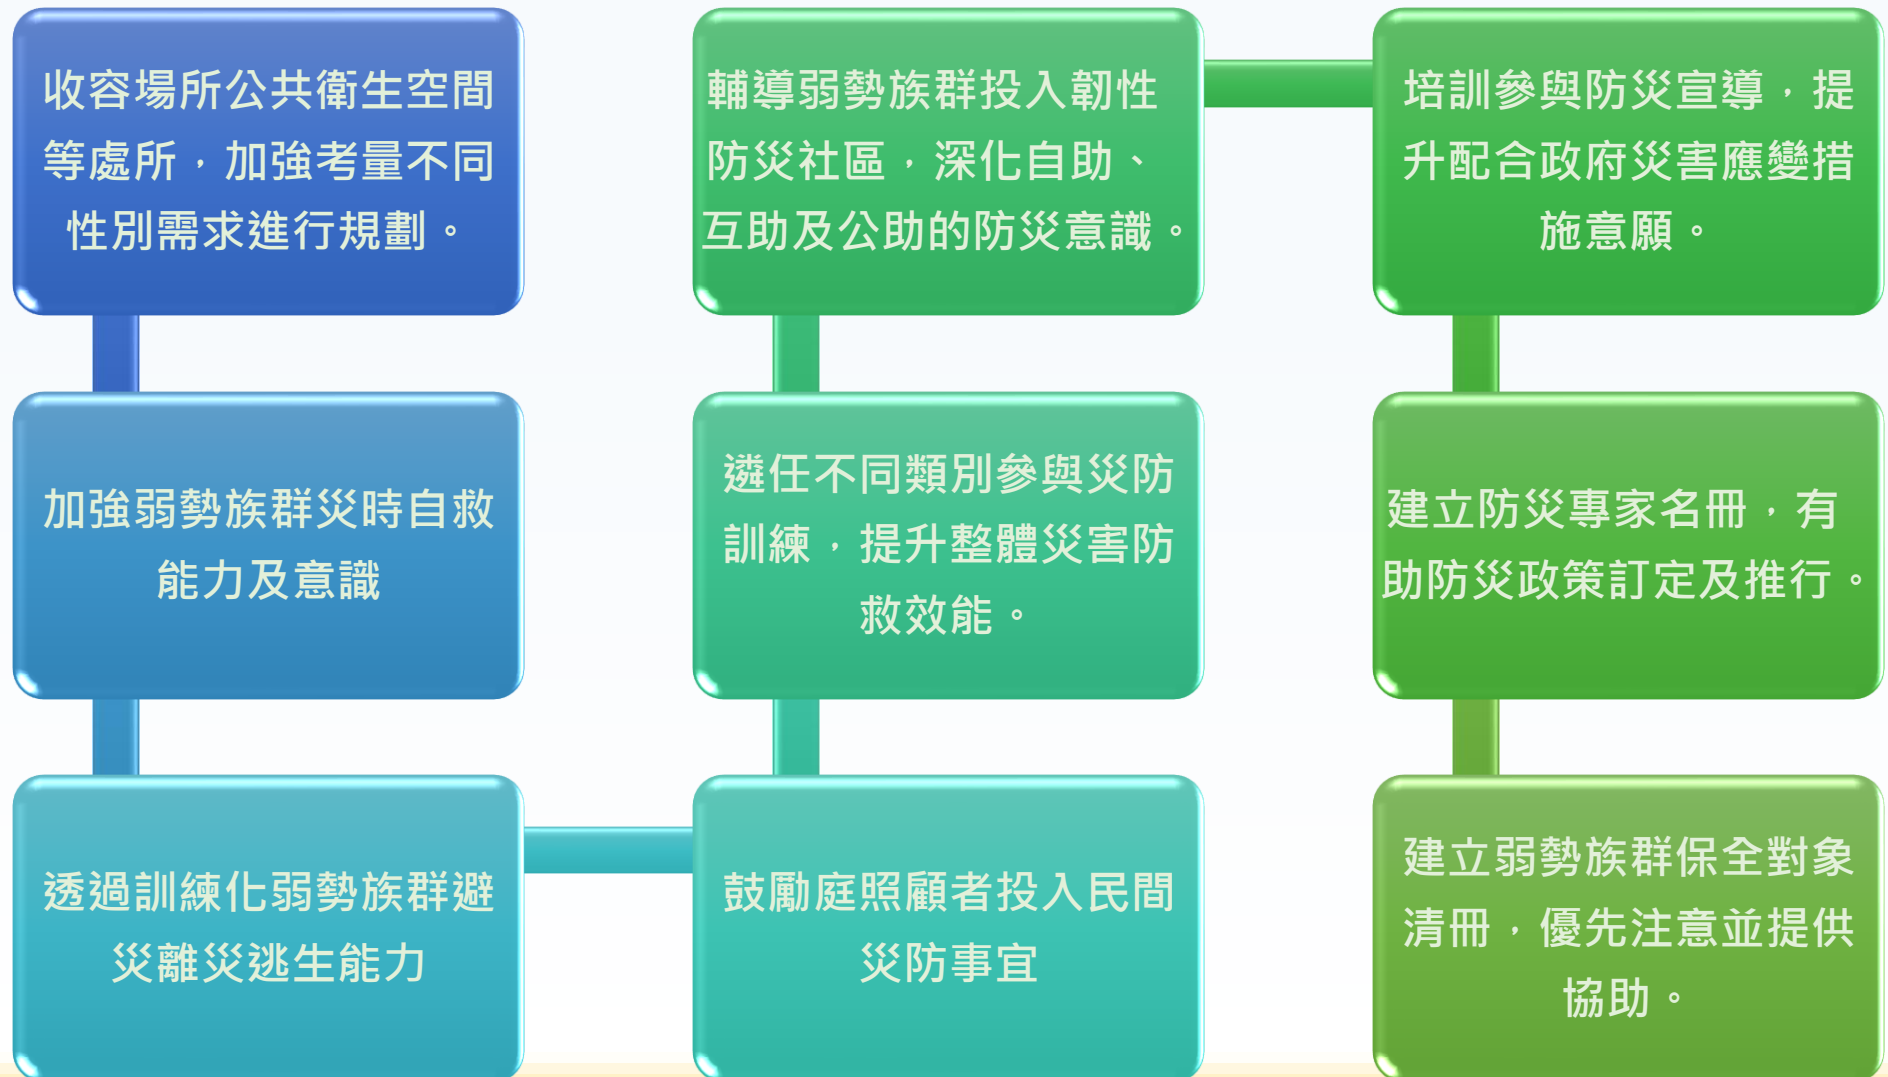 收容場所公共衛生空間
等處所，加強考量不同
性別需求進行規劃。
加強弱勢族群災時自救
能力及意識
透過訓練化弱勢族群避
災離災逃生能力
鼓勵庭照顧者投入民間
災防事宜
遴任不同類別參與災防
訓練，提升整體災害防
救效能。
輔導弱勢族群投入韌性
防災社區，深化自助、
互助及公助的防災意識。
培訓參與防災宣導，提
升配合政府災害應變措
施意願。
建立防災專家名冊，有
助防災政策訂定及推行。
建立弱勢族群保全對象
清冊，優先注意並提供
協助。